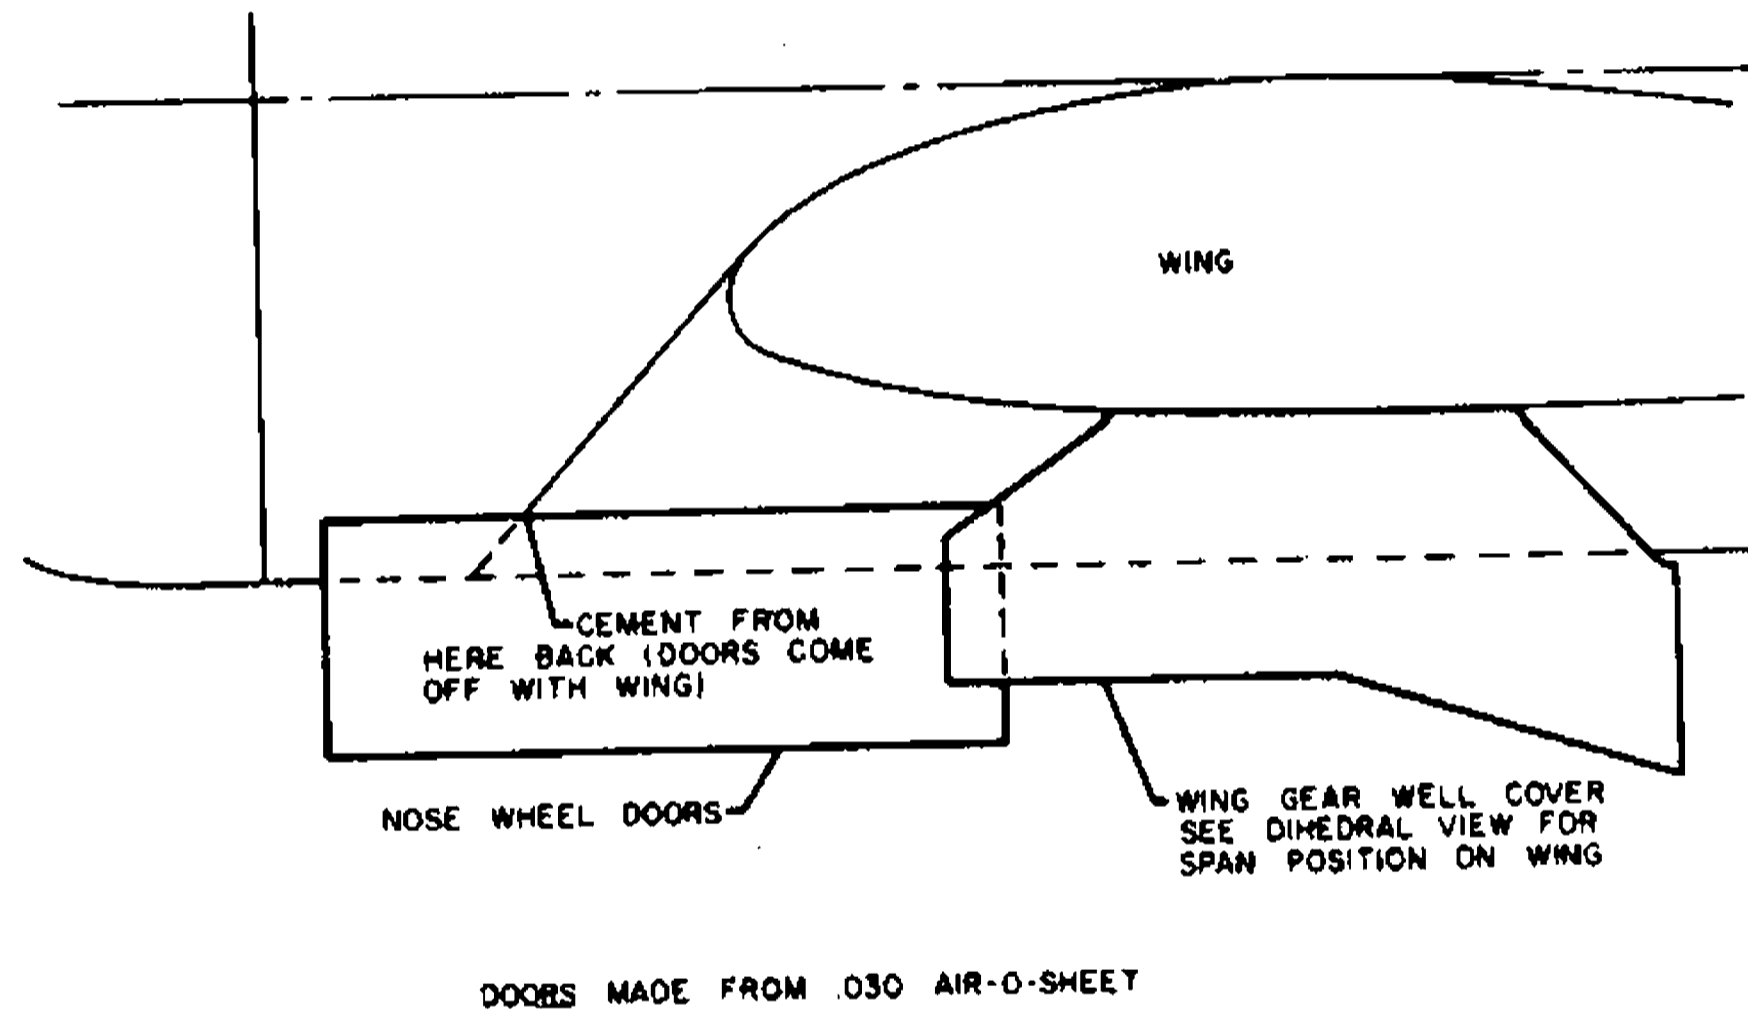 WING
CEMENT FROM
HERE BACK (DOORS COME
OFF WITH WING)
NOSE WHEEL DOORS
WING GEAR WELL COVER
SEE DIHEDRAL VIEW FOR
SPAN POSITION ON WING
DOORS MADE FROM .030 AIR-O-SHEET